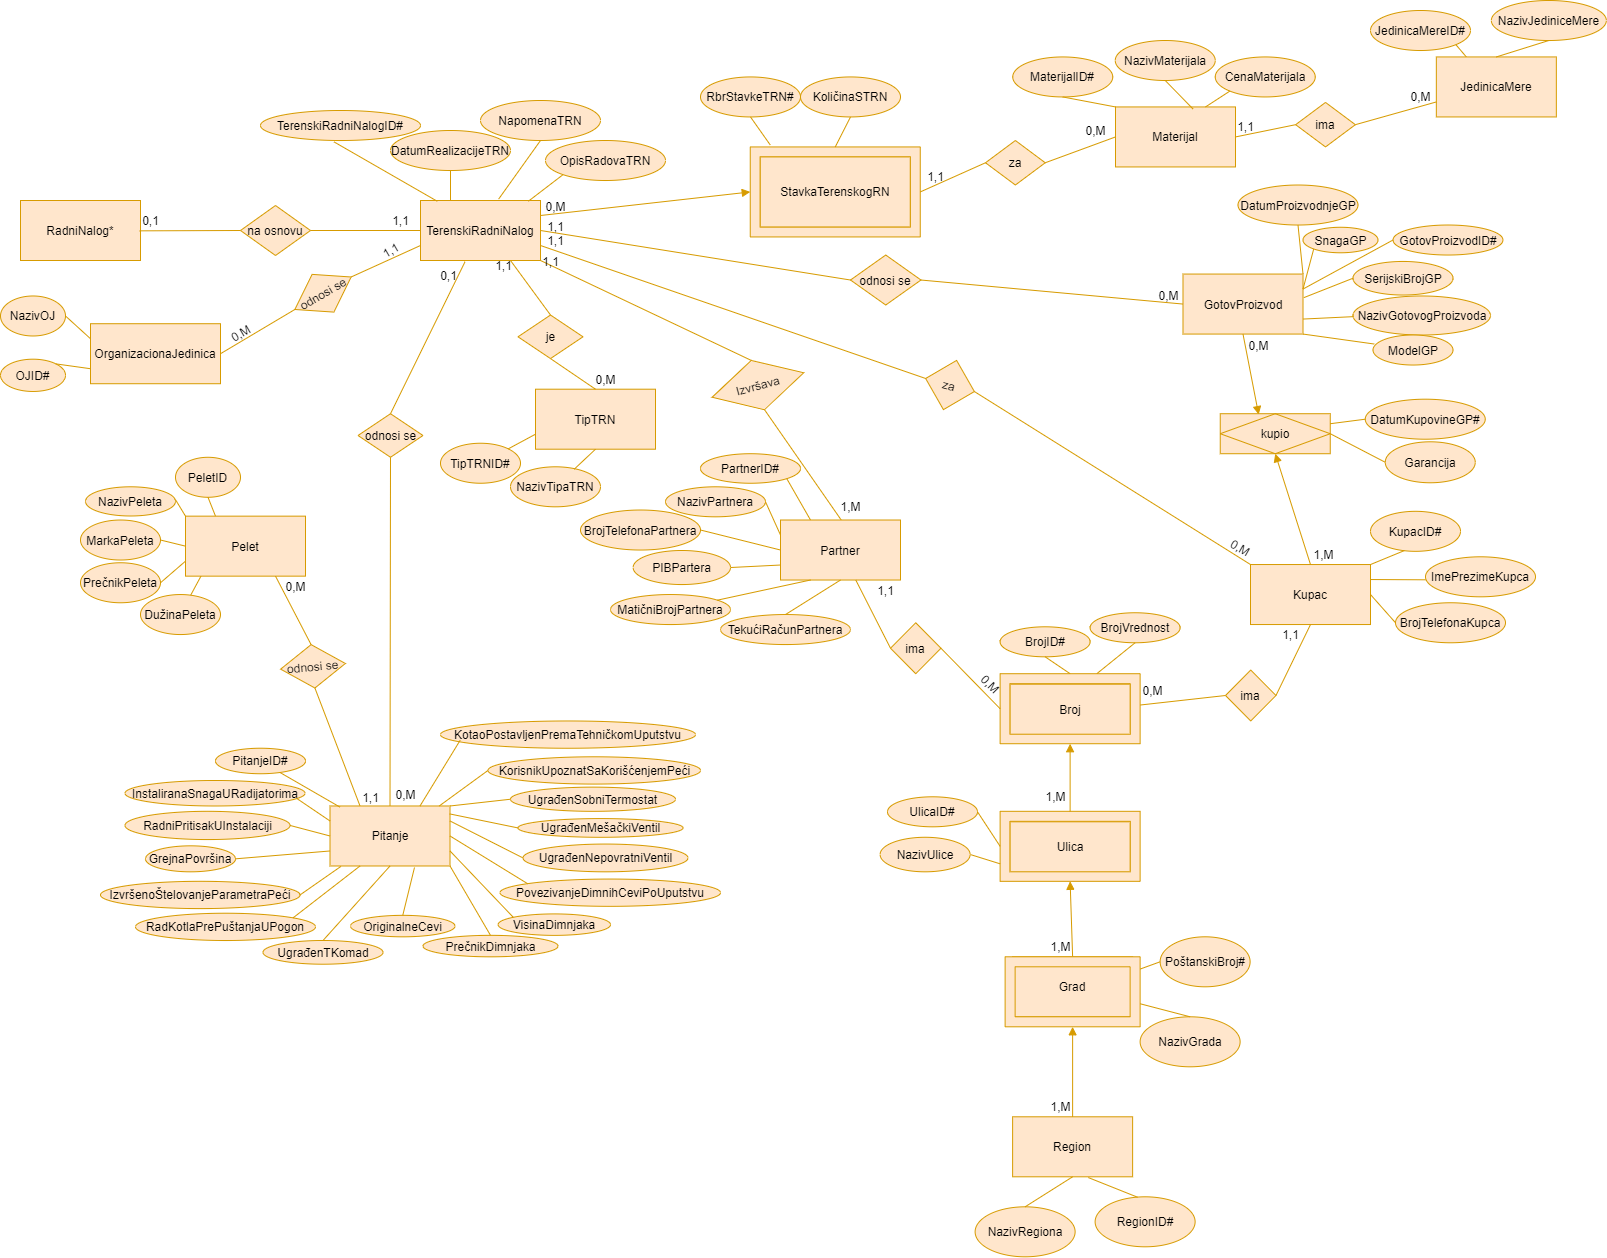 NazivJediniceMere
JedinicaMereID#
NazivMaterijala
MaterijalID#
CenaMaterijala
JedinicaMere
0,M
ima
1,1
Materijal
0,M
RbrStavkeTRN#
KoličinaSTRN
za
1,1
StavkaTerenskogRN
NapomenaTRN
TerenskiRadniNalogID#
DatumRealizacijeTRN
OpisRadovaTRN
0,M
RadniNalog*
0,1
na osnovu
1,1
TerenskiRadniNalog
1,1
1,1
1,1
0,1
1,1
1,1
odnosi se
0,M
NazivOJ
OrganizacionaJedinica
OJID#
odnosi se
0,M
DatumProizvodnjeGP
SnagaGP
GotovProizvodID#
SerijskiBrojGP
NazivGotovogProizvoda
ModelGP
GotovProizvod
0,M
je
0,M
TipTRN
TipTRNID#
NazivTipaTRN
Izvršava
za
DatumKupovineGP#
kupio
Garancija
odnosi se
PeletID
NazivPeleta
MarkaPeleta
PrečnikPeleta
DužinaPeleta
Pelet
0,M
PartnerID#
NazivPartnera
BrojTelefonaPartnera
PIBPartera
MatičniBrojPartnera
TekućiRačunPartnera
1,M
Partner
1,1
0,M
1,M
KupacID#
ImePrezimeKupca
BrojTelefonaKupca
Kupac
1,1
odnosi se
ima
0,M
BrojID#
BrojVrednost
Broj
0,M
ima
KotaoPostavljenPremaTehničkomUputstvu
PitanjeID#
KorisnikUpoznatSaKorišćenjemPeći
InstaliranaSnagaURadijatorima
1,1
0,M
UgrađenSobniTermostat
RadniPritisakUInstalaciji
Pitanje
UgrađenMešačkiVentil
GrejnaPovršina
UgrađenNepovratniVentil
IzvršenoŠtelovanjeParametraPeći
PovezivanjeDimnihCeviPoUputstvu
RadKotlaPrePuštanjaUPogon
OriginalneCevi
VisinaDimnjaka
UgrađenTKomad
PrečnikDimnjaka
1,M
UlicaID#
NazivUlice
Ulica
1,M
PoštanskiBroj#
Grad
NazivGrada
1,M
Region
NazivRegiona
RegionID#